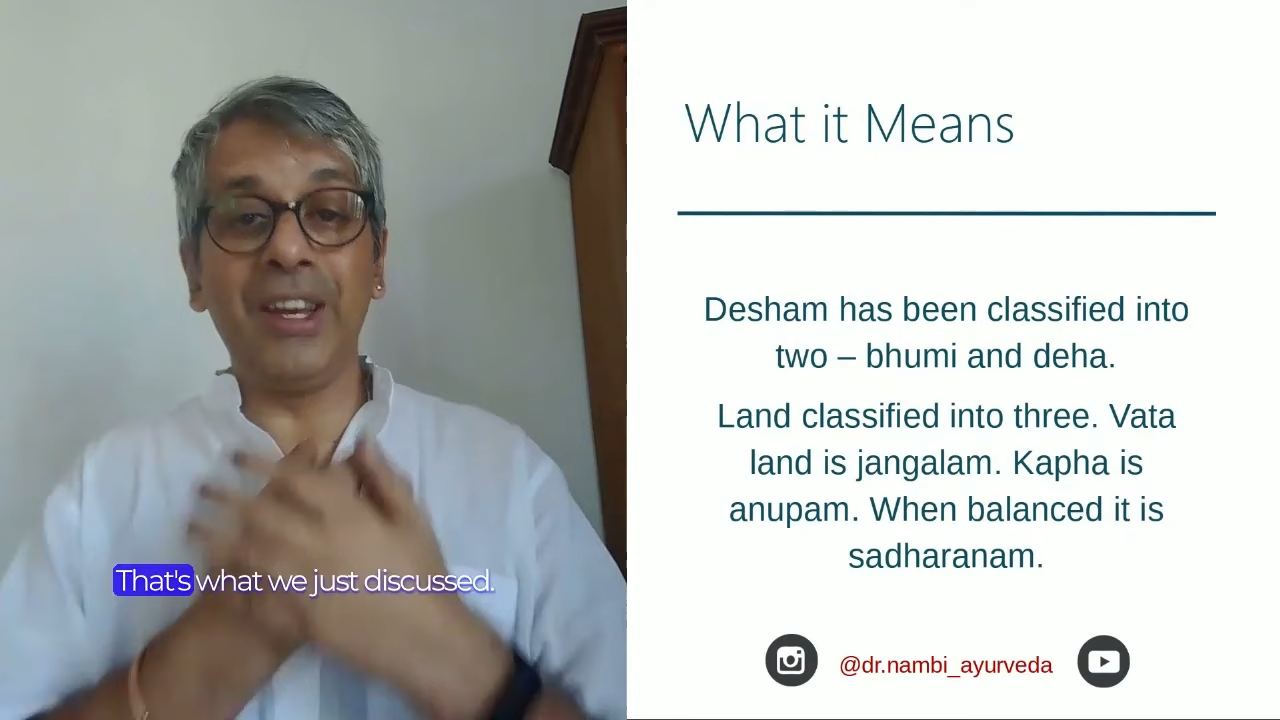 What it Means
Desham has been classified into
two – bhumi and deha.
Land classified into three. Vata
land is jangalam. Kapha is
anupam. When balanced it is
sadharanam.
That's what we just discussed.
@dr.nambi_ayurveda